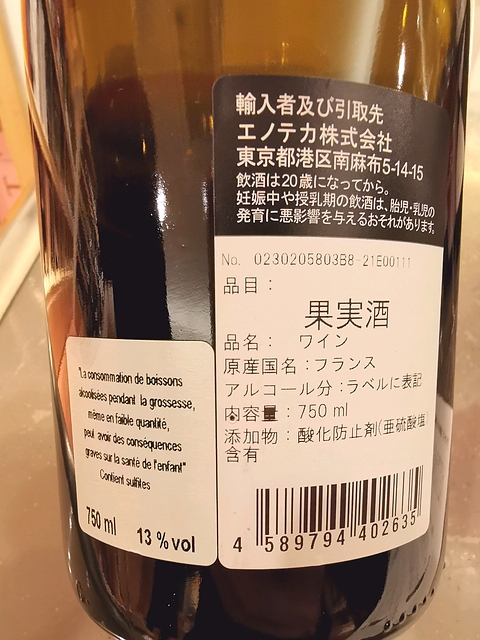 輸入者及び引取先
エノテカ株式会社
東京都港区南麻布5-14-15
飲酒は20歳になってから。
妊娠中や授乳期の飲酒は、胎児・乳児の
発育に悪影響を与えるおそれがあります。
No. 0230205803B8-21E00111
品目：
果実酒
品名： ワイン
原産国名：フランス
アルコール分：ラベルに表記
内容量：750 ml
添加物：酸化防止剤(亜硫酸塩
含有
4 589794 402635
"La consommation de boissons
alcoolisées pendant la grossesse,
même en faible quantité,
peut avoir des conséquences
graves sur la santé de l'enfant"
Contient sulfites
750 ml 13 % vol